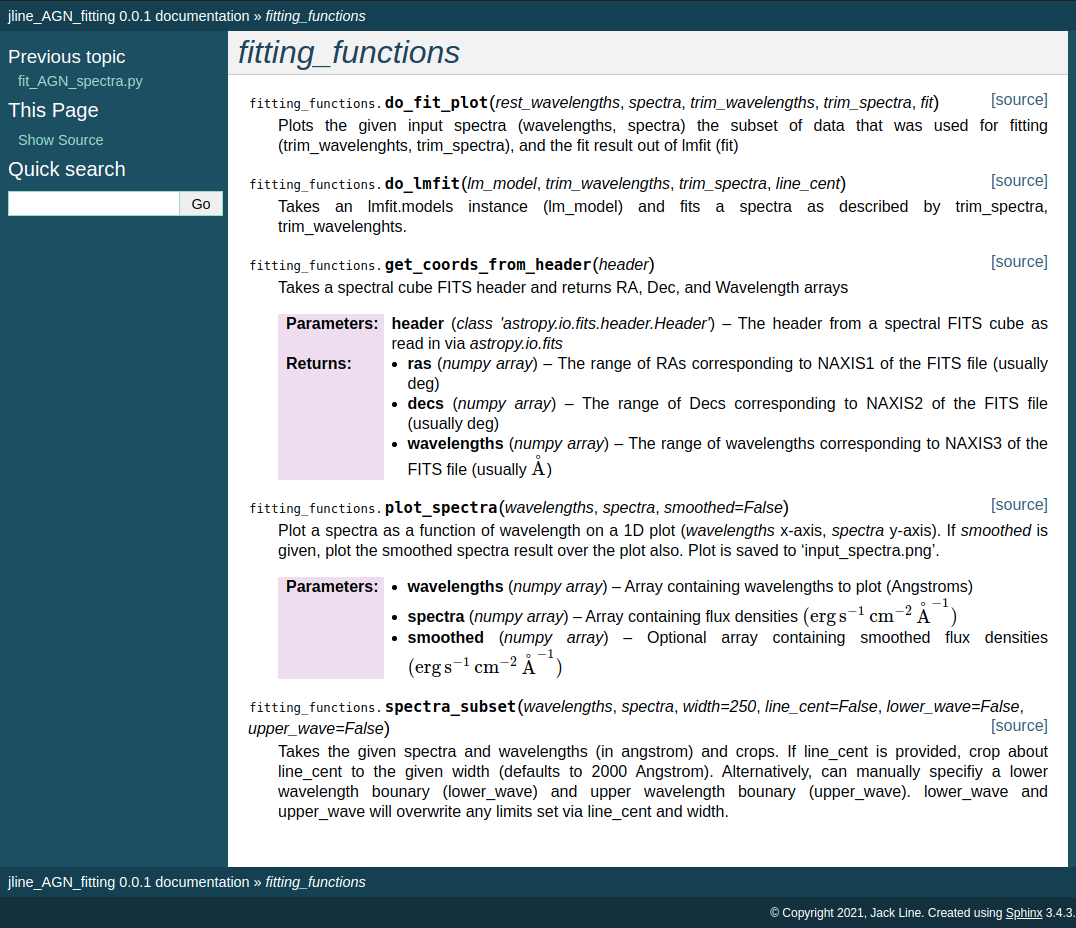 jline_AGN_fitting 0.0.1 documentation » fitting_functions
Previous topic
fit_AGN_spectra.py
This Page
Show Source
Quick search
Go
fitting_functions
fitting_functions.do_fit_plot(rest_wavelengths, spectra, trim_wavelengths, trim_spectra, fit) [source]
Plots the given input spectra (wavelengths, spectra) the subset of data that was used for fitting
(trim_wavelenghts, trim_spectra), and the fit result out of lmfit (fit)
fitting_functions.do_lmfit(lm_model, trim_wavelengths, trim_spectra, line_cent) [source]
Takes an lmfit.models instance (lm_model) and fits a spectra as described by trim_spectra,
trim_wavelenghts.
fitting_functions.get_coords_from_header(header) [source]
Takes a spectral cube FITS header and returns RA, Dec, and Wavelength arrays
Parameters: header (class 'astropy.io.fits.header.Header') – The header from a spectral FITS cube as
read in via astropy.io.fits
Returns: • ras (numpy array) – The range of RAs corresponding to NAXIS1 of the FITS file (usually
deg)
• decs (numpy array) – The range of Decs corresponding to NAXIS2 of the FITS file
(usually deg)
• wavelengths (numpy array) – The range of wavelengths corresponding to NAXIS3 of the
FITS file (usually Å)
fitting_functions.plot_spectra(wavelengths, spectra, smoothed=False) [source]
Plot a spectra as a function of wavelength on a 1D plot (wavelengths x-axis, spectra y-axis). If smoothed is
given, plot the smoothed spectra result over the plot also. Plot is saved to ‘input_spectra.png’.
Parameters: • wavelengths (numpy array) – Array containing wavelengths to plot (Angstroms)
• spectra (numpy array) – Array containing flux densities (erg s⁻¹ cm⁻² Å⁻¹)
• smoothed (numpy array) – Optional array containing smoothed flux densities
(erg s⁻¹ cm⁻² Å⁻¹)
fitting_functions.spectra_subset(wavelengths, spectra, width=250, line_cent=False, lower_wave=False,
upper_wave=False) [source]
Takes the given spectra and wavelengths (in angstrom) and crops. If line_cent is provided, crop about
line_cent to the given width (defaults to 2000 Angstrom). Alternatively, can manually specifiy a lower
wavelength bounary (lower_wave) and upper wavelength bounary (upper_wave). lower_wave and
upper_wave will overwrite any limits set via line_cent and width.
jline_AGN_fitting 0.0.1 documentation » fitting_functions
© Copyright 2021, Jack Line. Created using Sphinx 3.4.3.